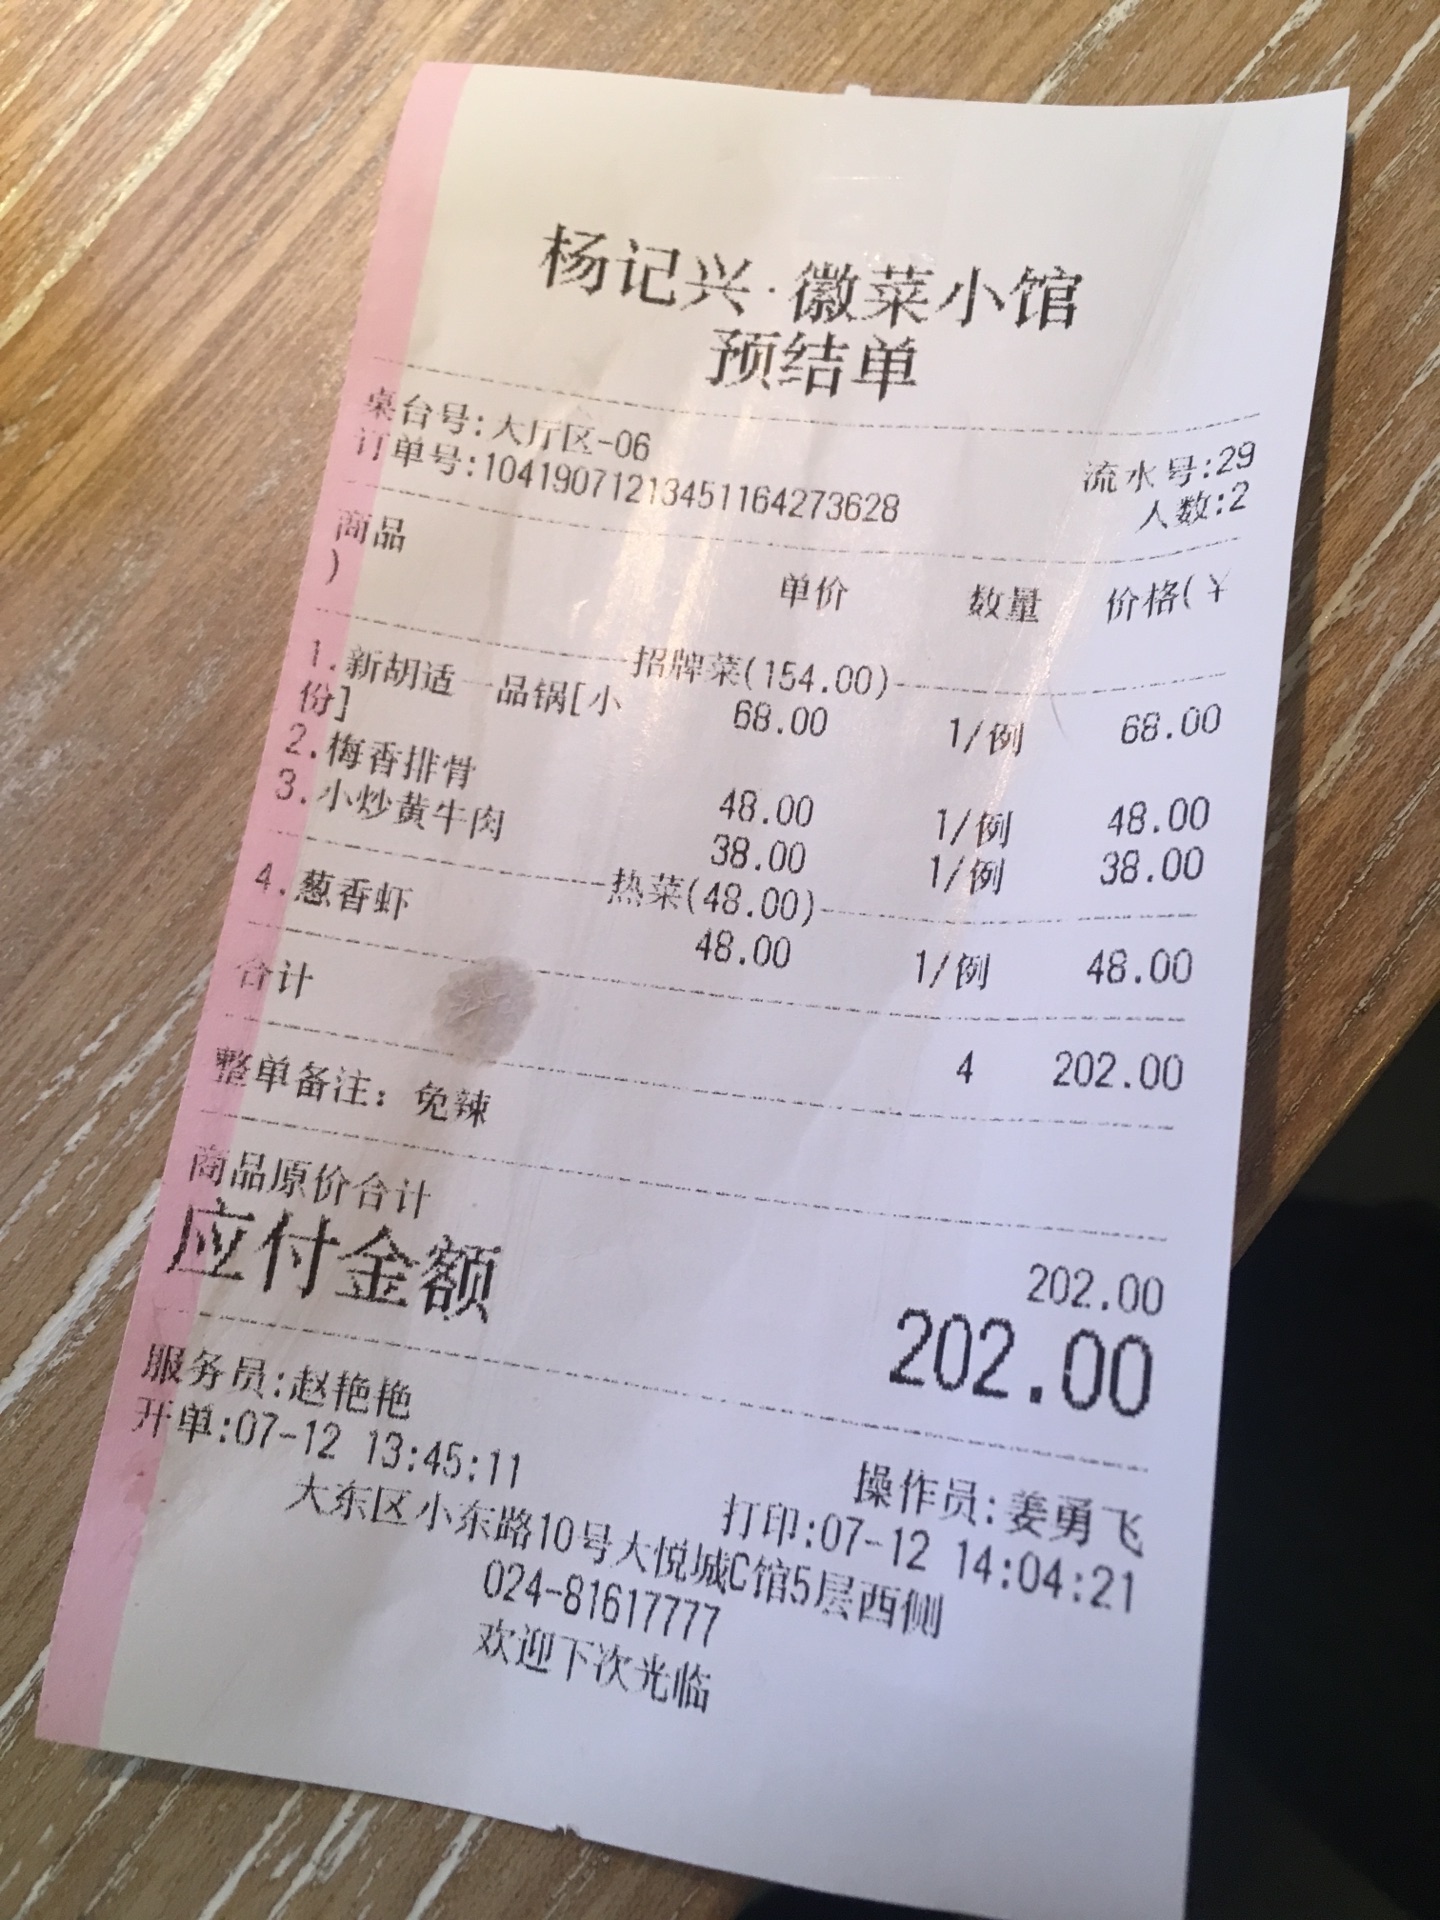 杨记兴·徽菜小馆
预结单
桌台号:大厅区-06 流水号:29
订单号:10419071213451164273628 人数:2
商品 单价 数量 价格(¥
)
招牌菜(154.00)
1.新胡适一品锅[小 68.00 1/例 68.00
份]
2.梅香排骨 48.00 1/例 48.00
3.小炒黄牛肉 38.00 1/例 38.00
热菜(48.00)
4.葱香虾 48.00 1/例 48.00
合计 4 202.00
整单备注：免辣
商品原价合计 202.00
应付金额 202.00
服务员:赵艳艳 操作员:姜勇飞
开单:07-12 13:45:11 打印:07-12 14:04:21
大东区小东路10号大悦城C馆5层西侧
024-81617777
欢迎下次光临